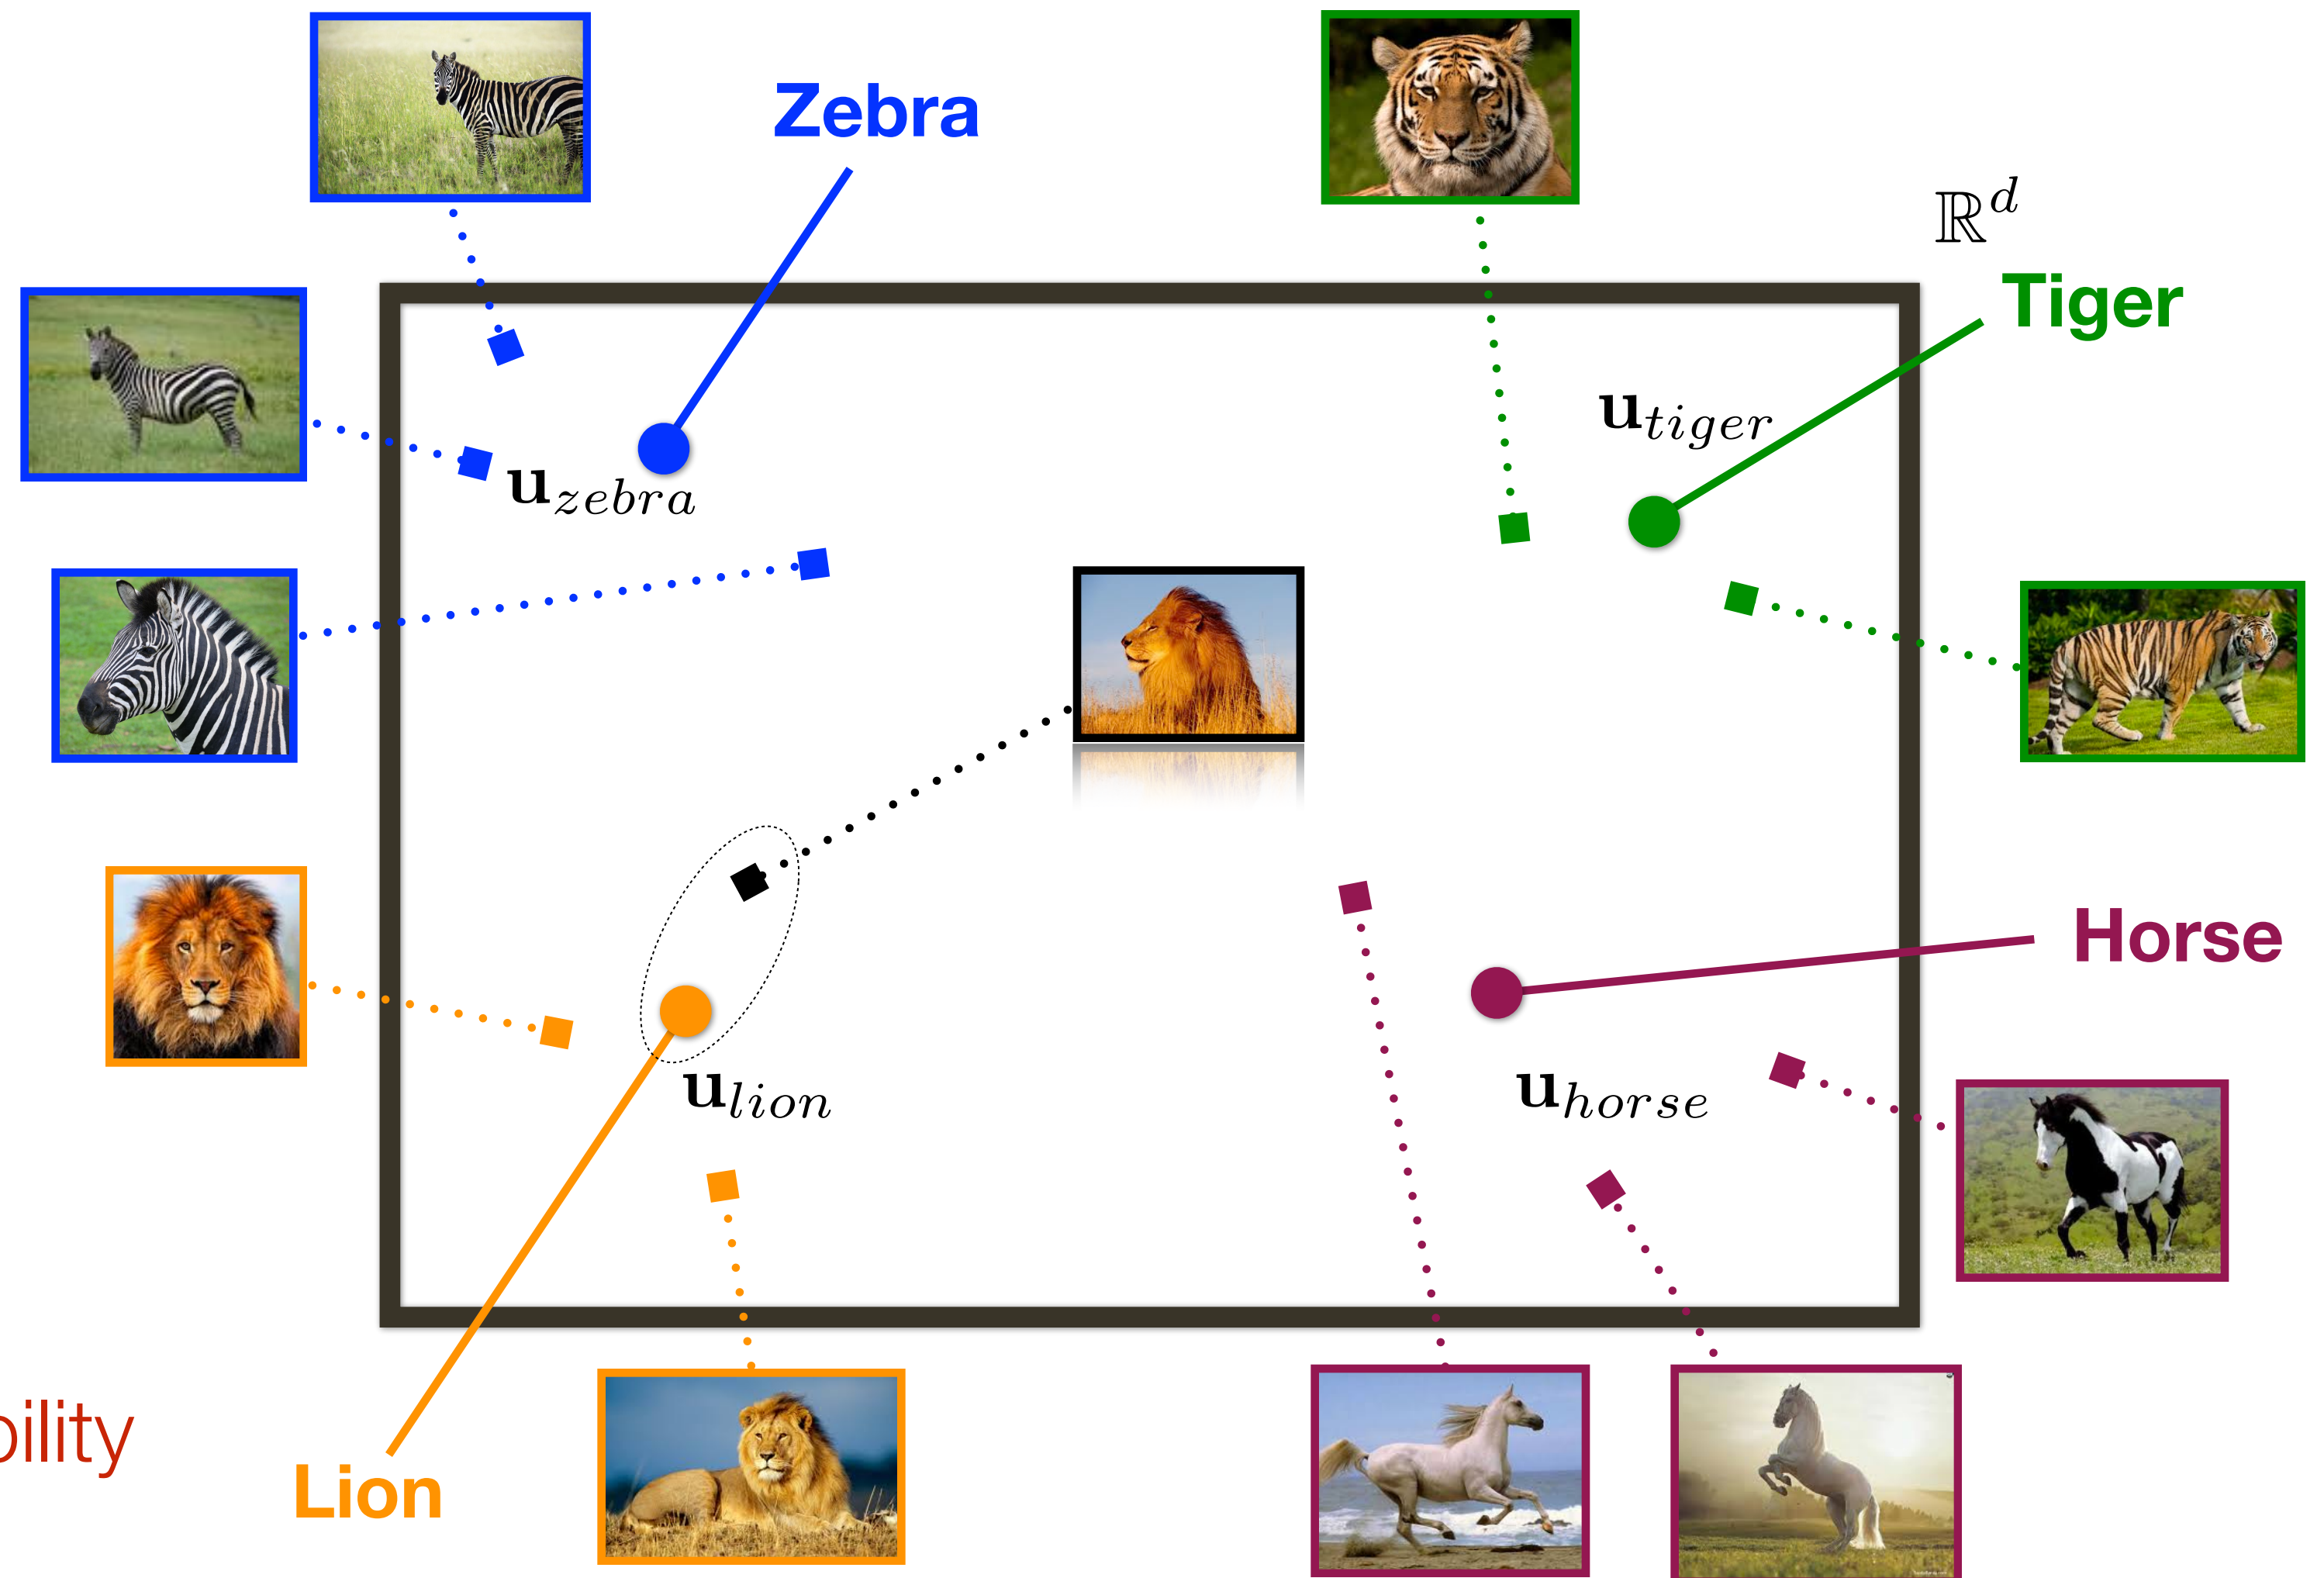 Zebra
ℝ^d
Tiger
u_tiger
u_zebra
Horse
u_lion
u_horse
Lion